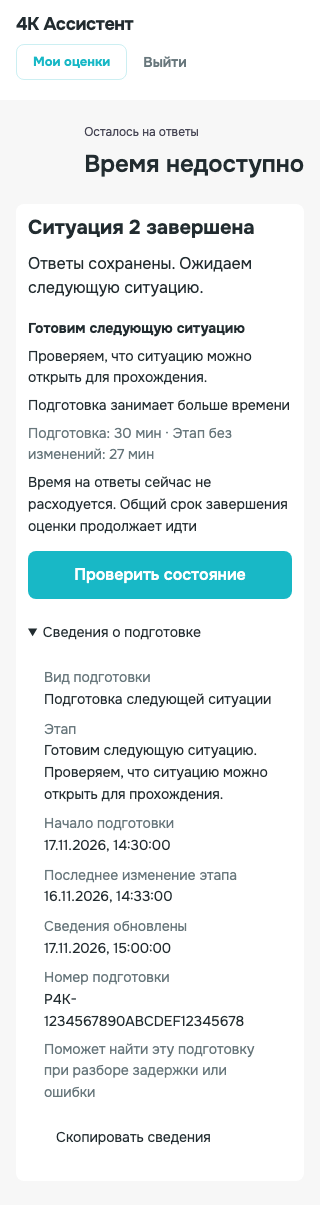 4К Ассистент
Мои оценки
Выйти
Осталось на ответы
Время недоступно
Ситуация 2 завершена
Ответы сохранены. Ожидаем
следующую ситуацию.
Готовим следующую ситуацию
Проверяем, что ситуацию можно
открыть для прохождения.
Подготовка занимает больше времени
Подготовка: 30 мин · Этап без
изменений: 27 мин
Время на ответы сейчас не
расходуется. Общий срок завершения
оценки продолжает идти
Проверить состояние
▼ Сведения о подготовке
Вид подготовки
Подготовка следующей ситуации
Этап
Готовим следующую ситуацию.
Проверяем, что ситуацию можно
открыть для прохождения.
Начало подготовки
17.11.2026, 14:30:00
Последнее изменение этапа
16.11.2026, 14:33:00
Сведения обновлены
17.11.2026, 15:00:00
Номер подготовки
P4K-
1234567890ABCDEF12345678
Поможет найти эту подготовку
при разборе задержки или
ошибки
Скопировать сведения